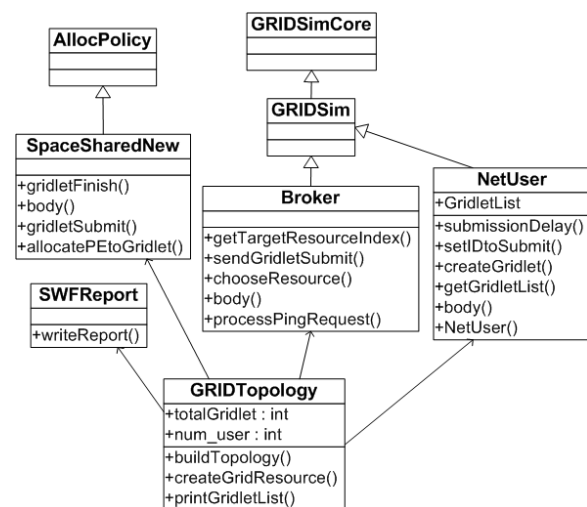 AllocPolicy
GRIDSimCore
GRIDSim
SpaceSharedNew
+gridletFinish()
+body()
+gridletSubmit()
+allocatePEtoGridlet()
Broker
+getTargetResourceIndex()
+sendGridletSubmit()
+chooseResource()
+body()
+processPingRequest()
NetUser
+GridletList
+submissionDelay()
+setIDtoSubmit()
+createGridlet()
+getGridletList()
+body()
+NetUser()
SWFReport
+writeReport()
GRIDTopology
+totalGridlet : int
+num_user : int
+buildTopology()
+createGridResource()
+printGridletList()